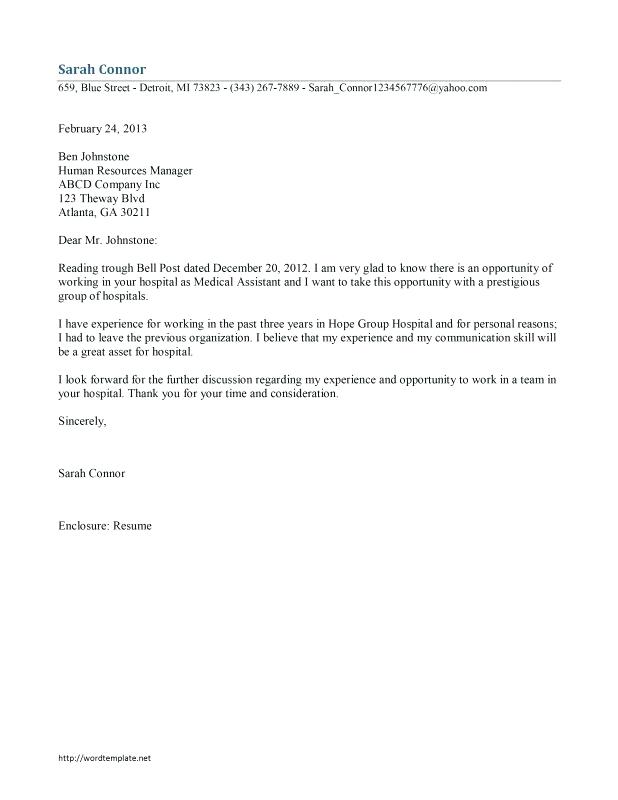 Sarah Connor
659, Blue Street - Detroit, MI 73823 - (343) 267-7889 - Sarah_Connor1234567776@yahoo.com
February 24, 2013
Ben Johnstone
Human Resources Manager
ABCD Company Inc
123 Theway Blvd
Atlanta, GA 30211
Dear Mr. Johnstone:
Reading trough Bell Post dated December 20, 2012. I am very glad to know there is an opportunity of
working in your hospital as Medical Assistant and I want to take this opportunity with a prestigious
group of hospitals.
I have experience for working in the past three years in Hope Group Hospital and for personal reasons;
I had to leave the previous organization. I believe that my experience and my communication skill will
be a great asset for hospital.
I look forward for the further discussion regarding my experience and opportunity to work in a team in
your hospital. Thank you for your time and consideration.
Sincerely,
Sarah Connor
Enclosure: Resume
http://wordtemplate.net